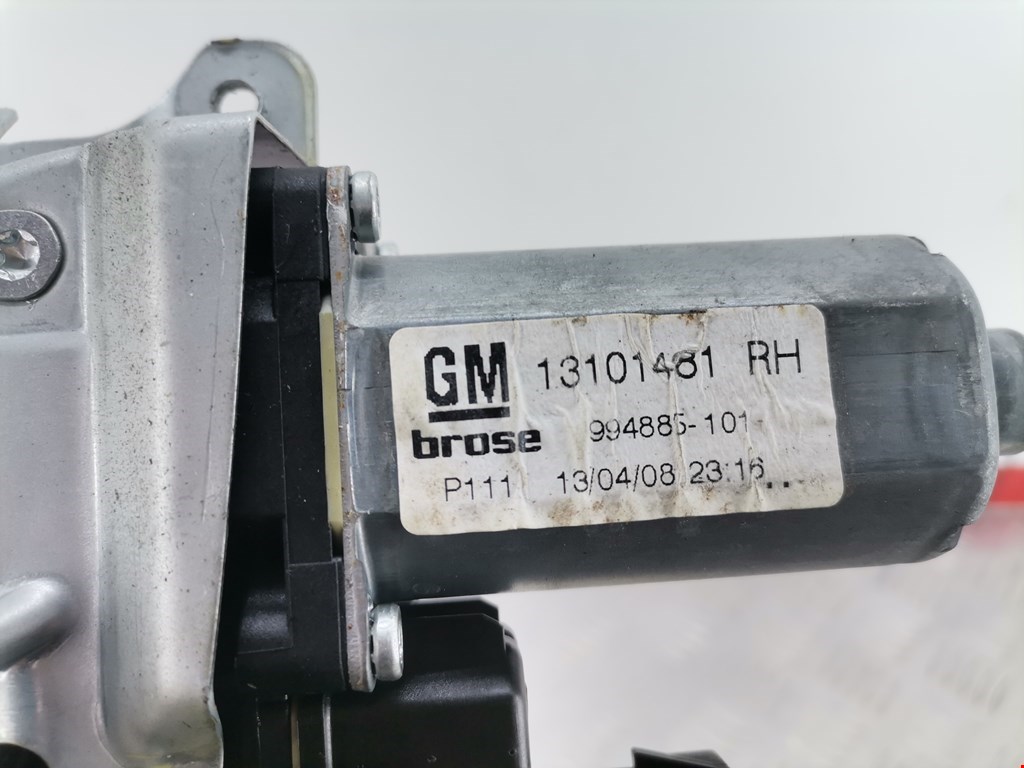 GM 13101481 RH
brose 994885-101-
P111 13/04/08 23:16